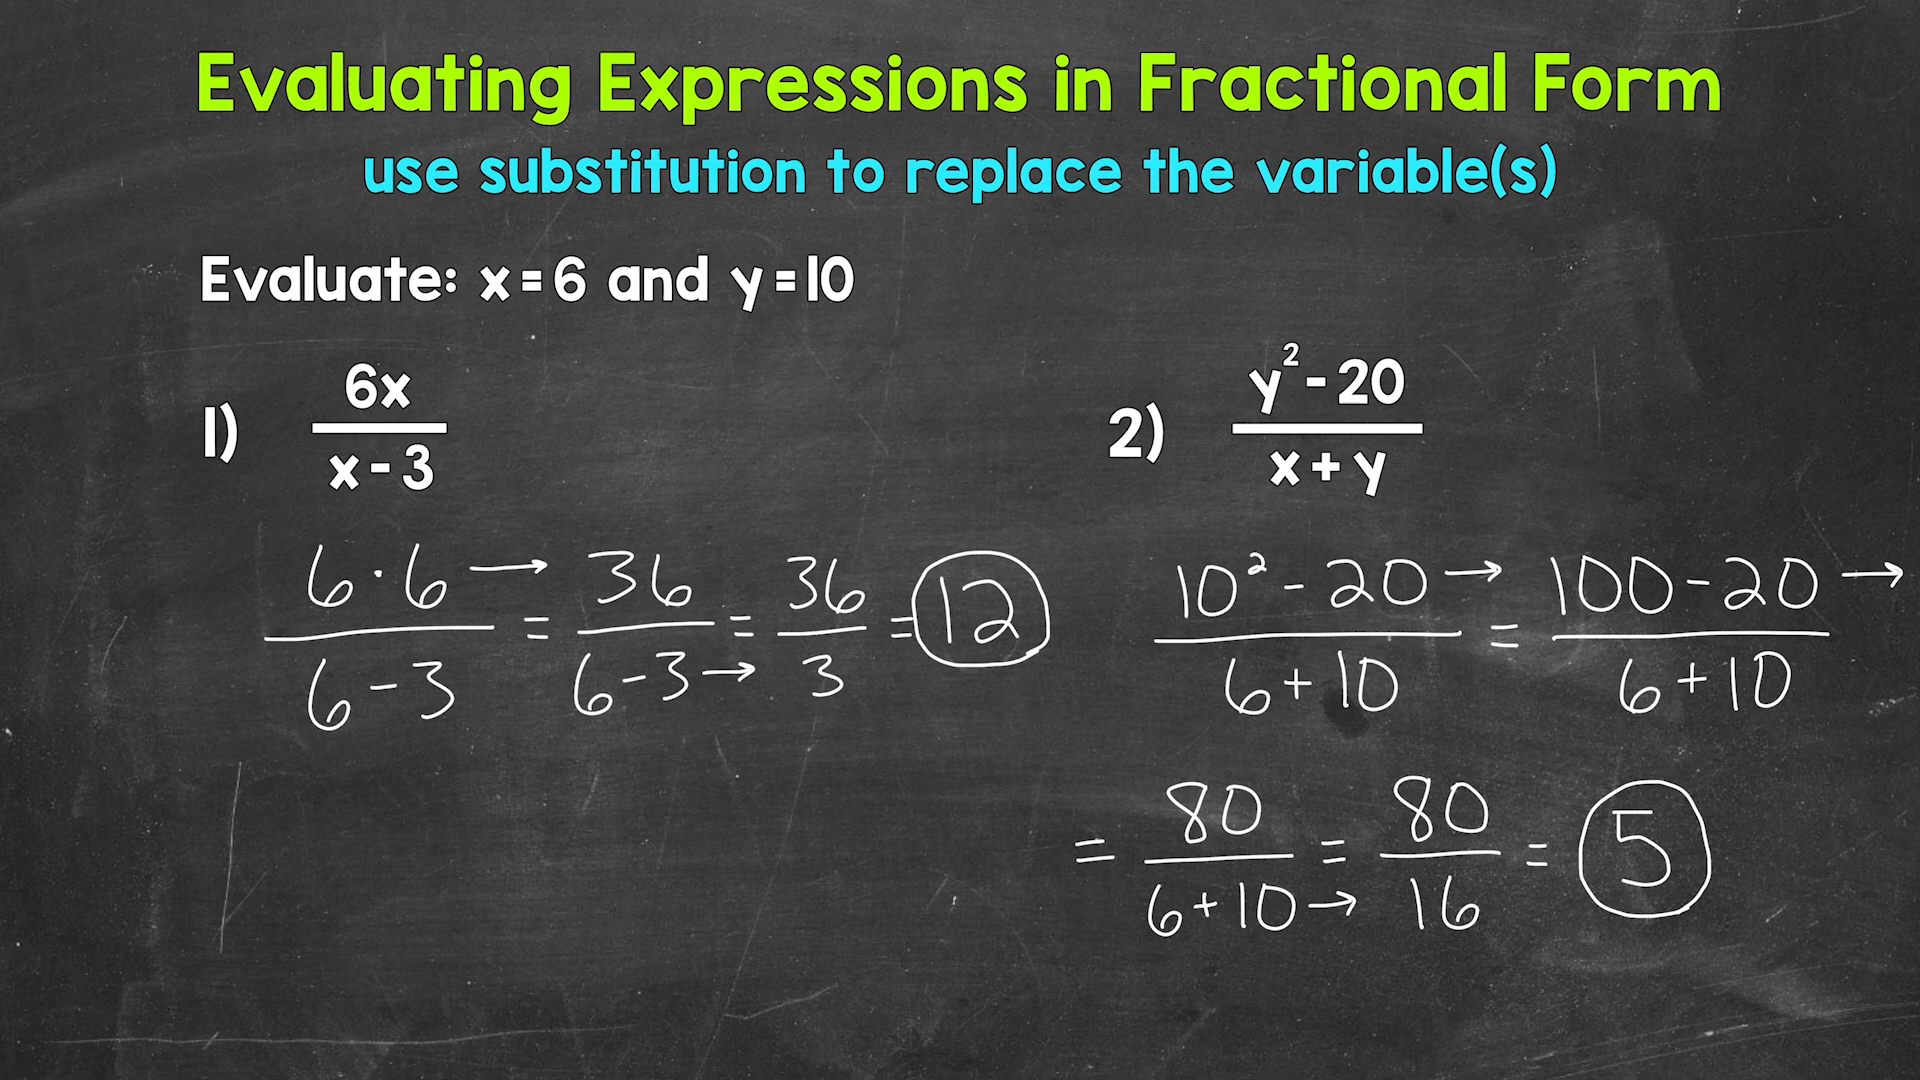 Evaluating Expressions in Fractional Form
use substitution to replace the variable(s)
Evaluate: x=6 and y=10
1) 6x
x-3
6·6 → = 36 = 36 = 12
6-3 6-3 → 3
2) y²-20
x+y
10²-20 → = 100-20 →
6+10 6+10
= 80 = 80 = 5
6+10 → 16